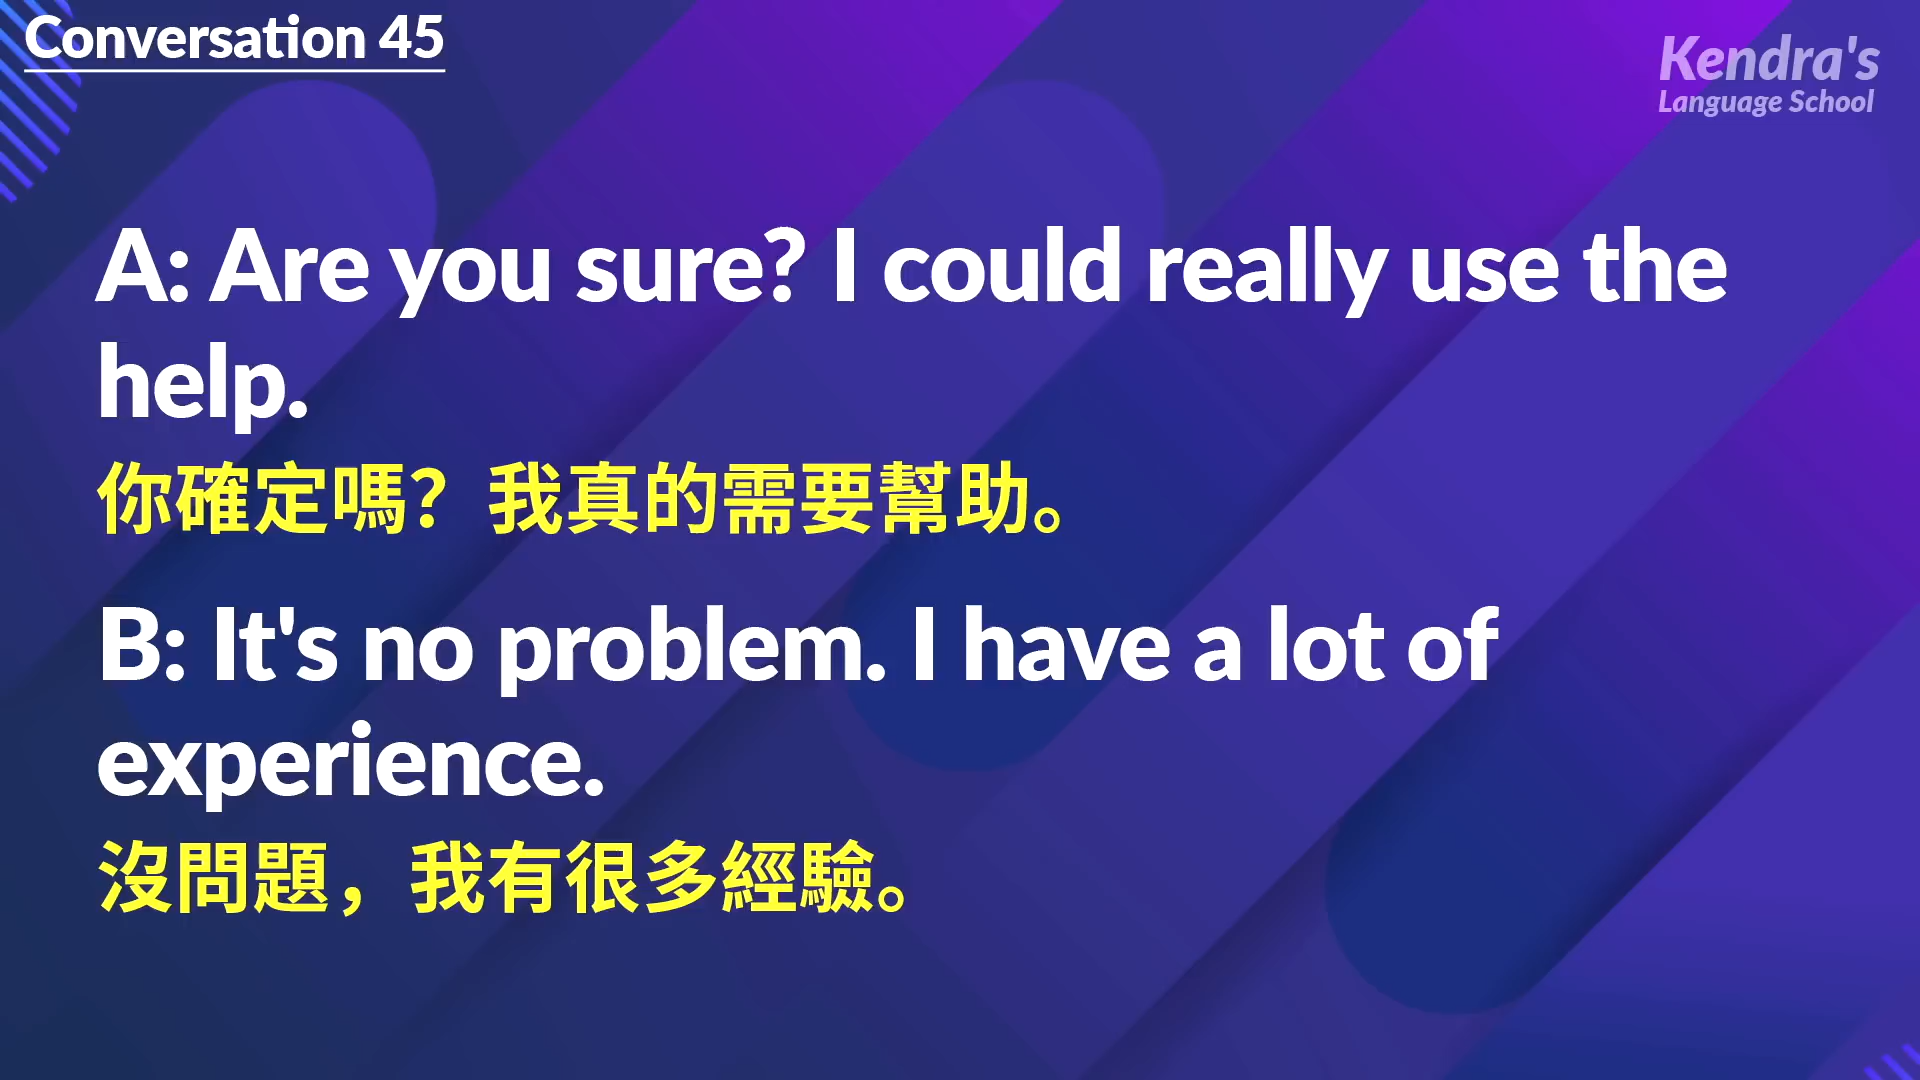 Conversation 45
Kendra's
Language School
A: Are you sure? I could really use the
help.
你確定嗎？我真的需要幫助。
B: It's no problem. I have a lot of
experience.
沒問題，我有很多經驗。